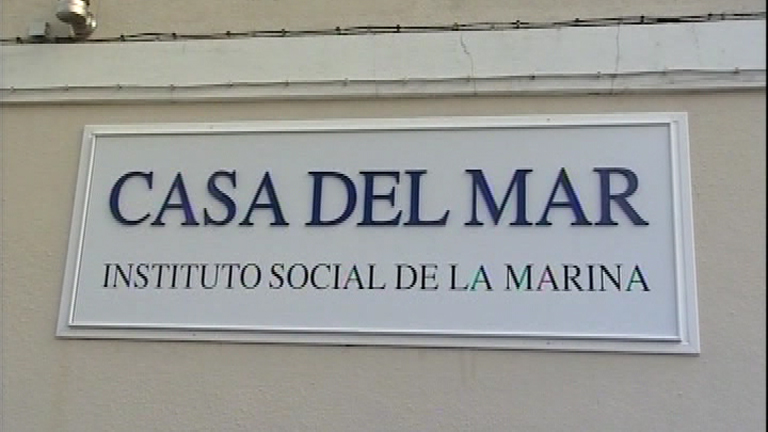 CASA DEL MAR
INSTITUTO SOCIAL DE LA MARINA